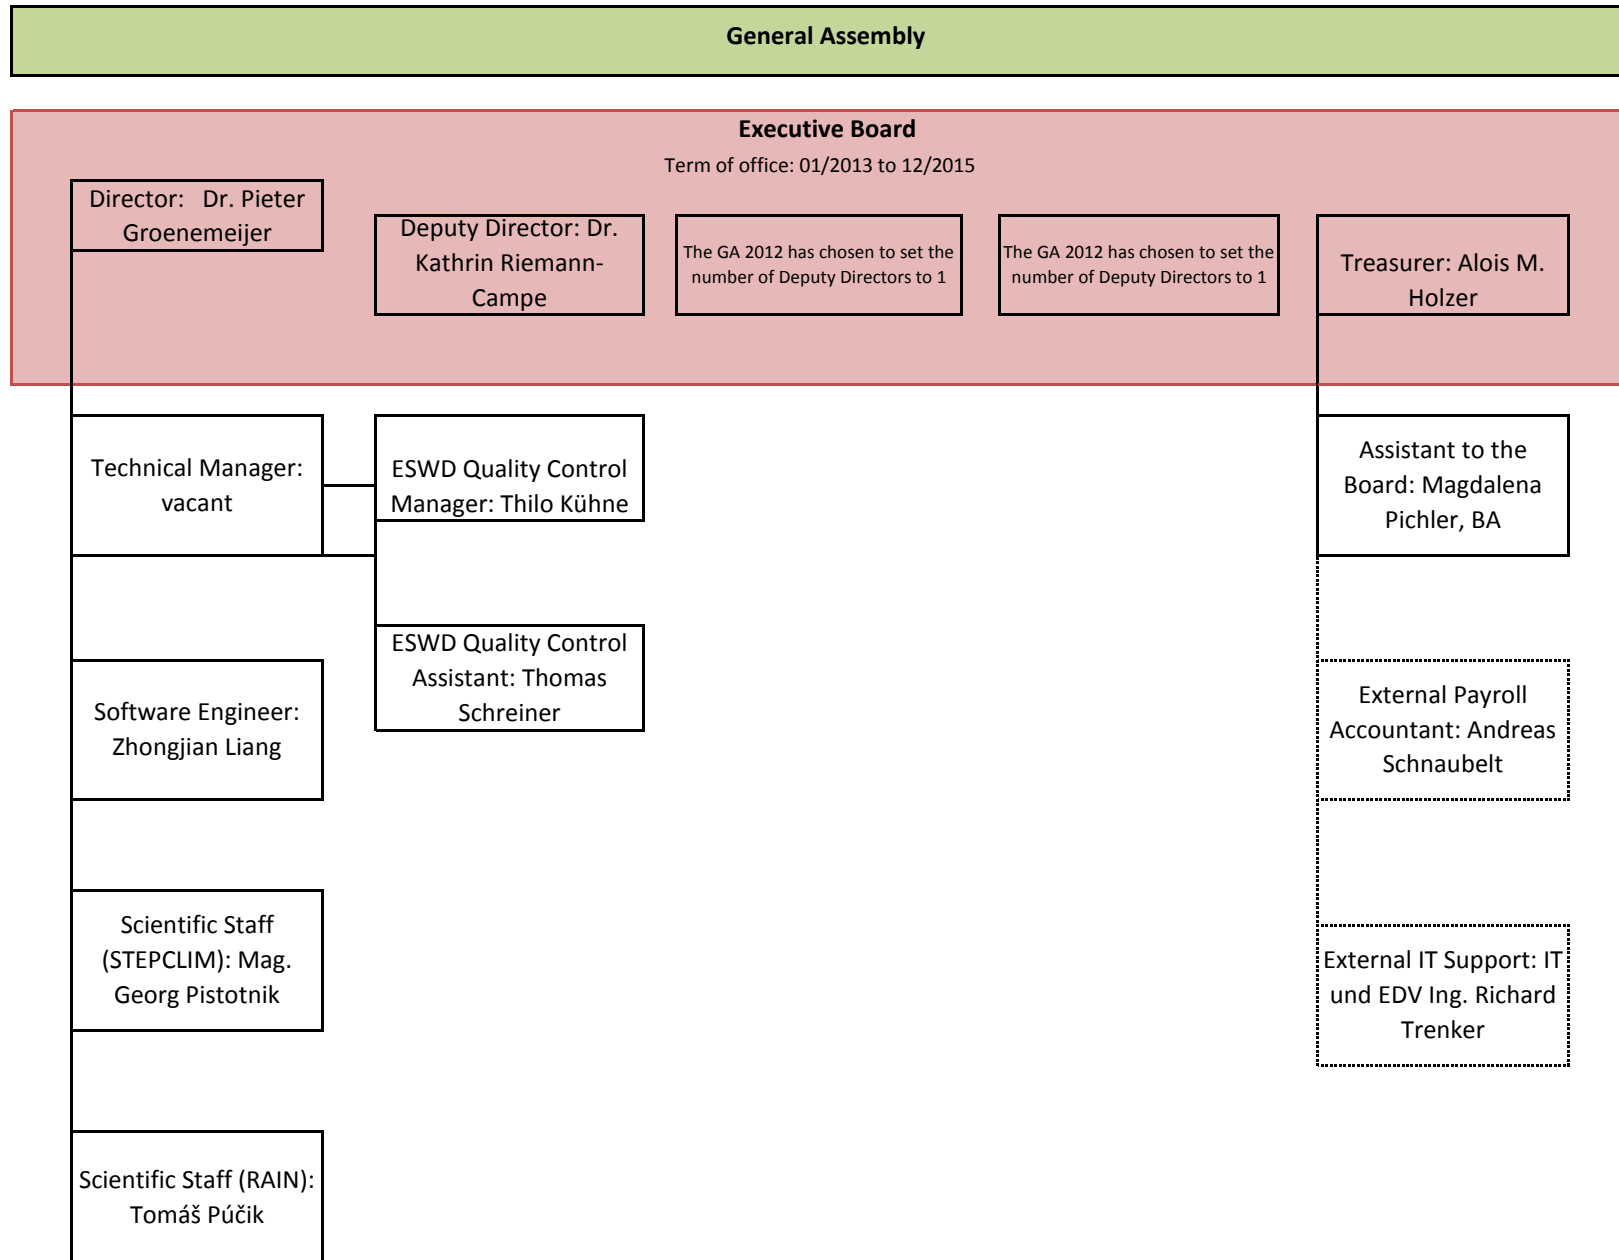 General Assembly
Executive Board
Term of office: 01/2013 to 12/2015
Director: Dr. Pieter
Groenemeijer
Deputy Director: Dr.
Kathrin Riemann-
Campe
The GA 2012 has chosen to set the
number of Deputy Directors to 1
The GA 2012 has chosen to set the
number of Deputy Directors to 1
Treasurer: Alois M.
Holzer
Technical Manager:
vacant
ESWD Quality Control
Manager: Thilo Kühne
Assistant to the
Board: Magdalena
Pichler, BA
ESWD Quality Control
Assistant: Thomas
Schreiner
Software Engineer:
Zhongjian Liang
External Payroll
Accountant: Andreas
Schnaubelt
Scientific Staff
(STEPCLIM): Mag.
Georg Pistotnik
External IT Support: IT
und EDV Ing. Richard
Trenker
Scientific Staff (RAIN):
Tomáš Púčik